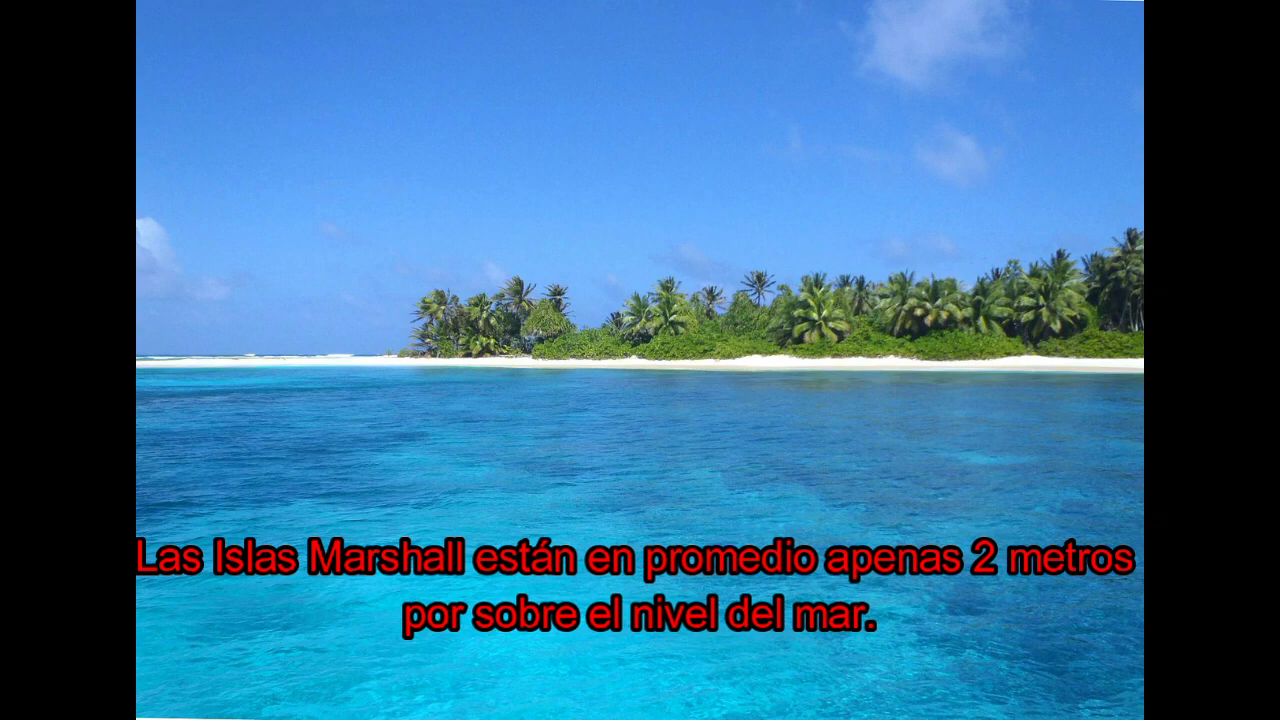 Las Islas Marshall están en promedio apenas 2 metros
por sobre el nivel del mar.